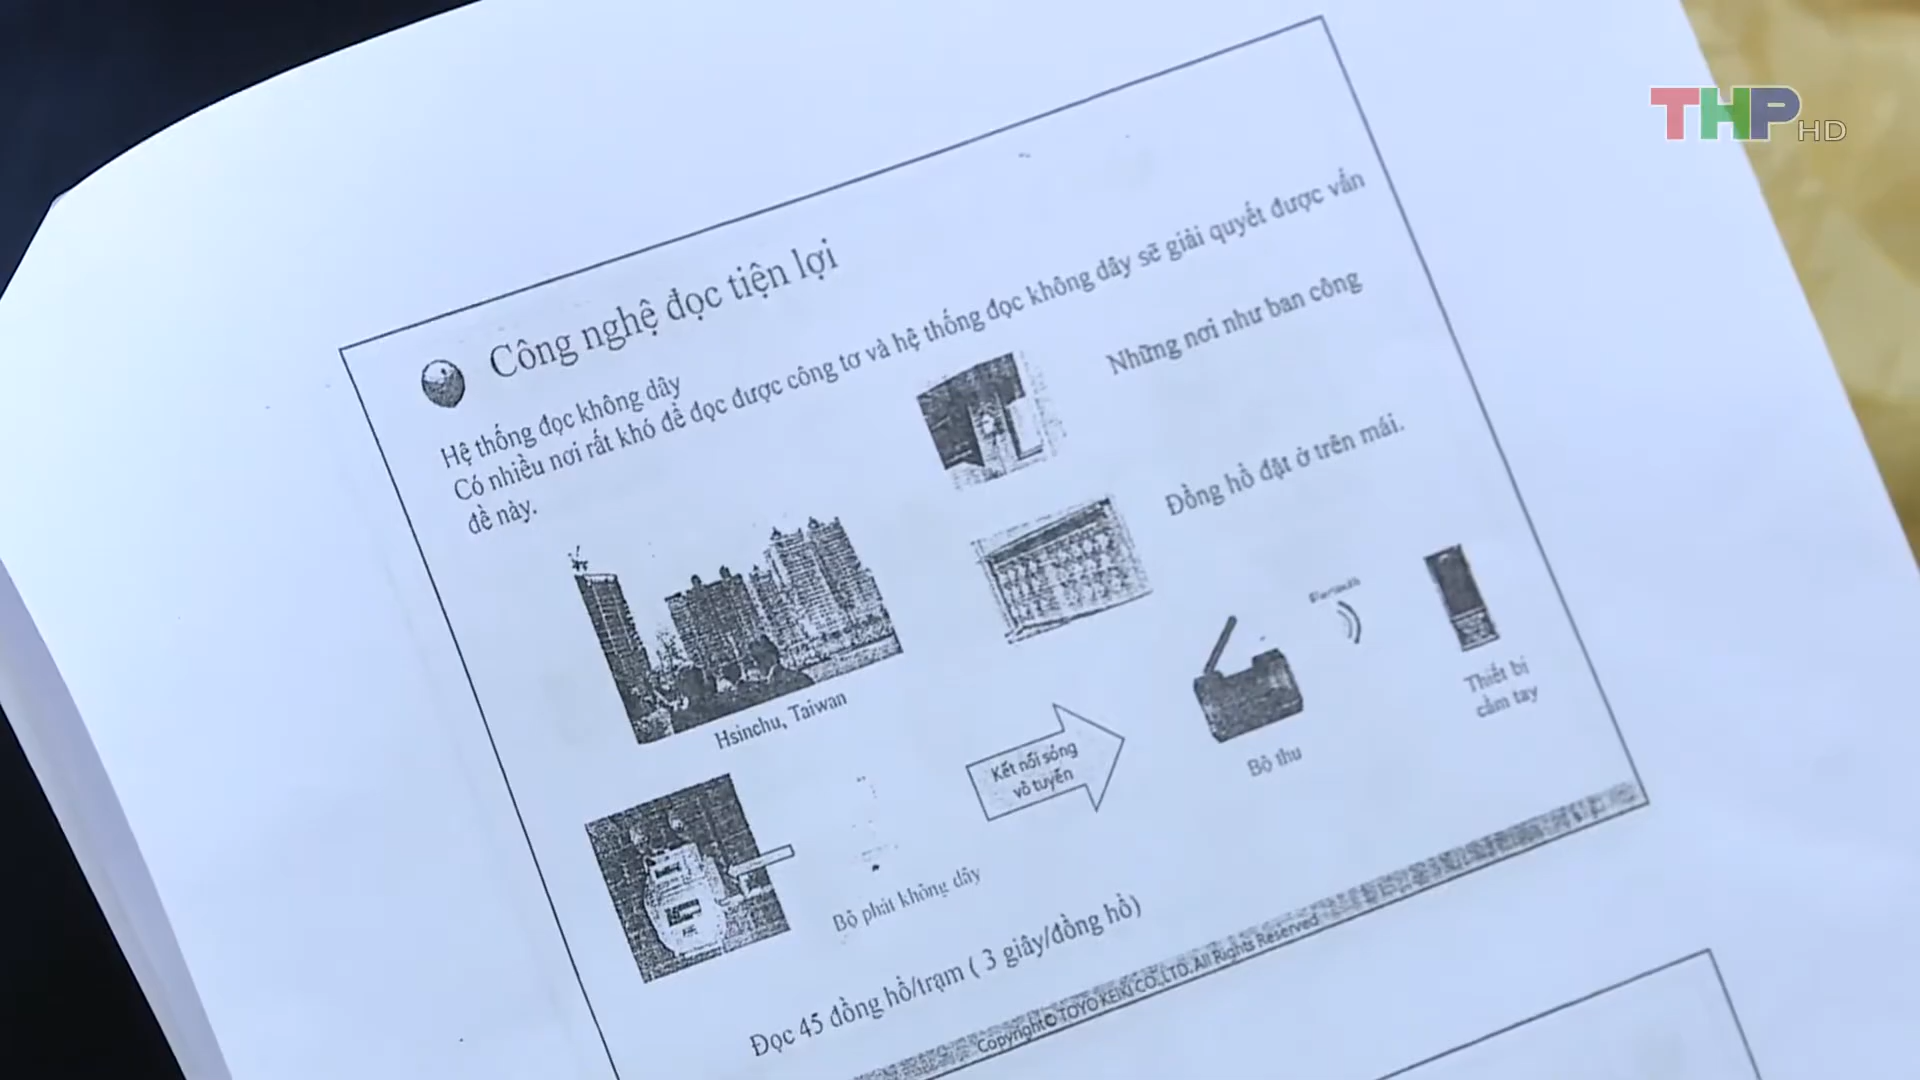 THP HD
Công nghệ đọc tiện lợi
Hệ thống đọc không dây
Có nhiều nơi rất khó để đọc được công tơ và hệ thống đọc không dây sẽ giải quyết được vấn
đề này.
Những nơi như ban công
Đồng hồ đặt ở trên mái.
Hsinchu, Taiwan
Kết nối sóng
vô tuyến
Bluetooth
Bộ thu
Thiết bị
cầm tay
Bộ phát không dây
Đọc 45 đồng hồ/trạm ( 3 giây/đồng hồ)
Copyright© TOYO KEIKI CO.,LTD. All Rights Reserved